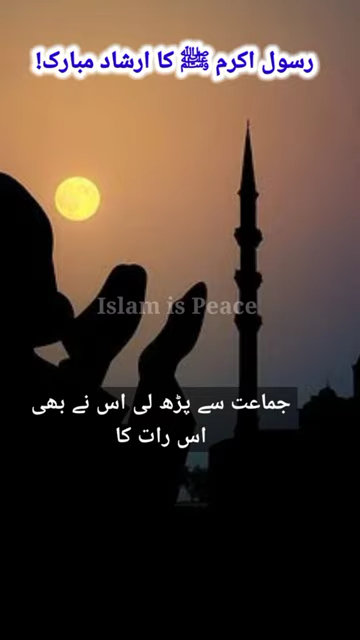 رسول اکرم ﷺ کا ارشاد مبارک!
Islam is Peace
جماعت سے پڑھ لی اس نے بھی
اس رات کا